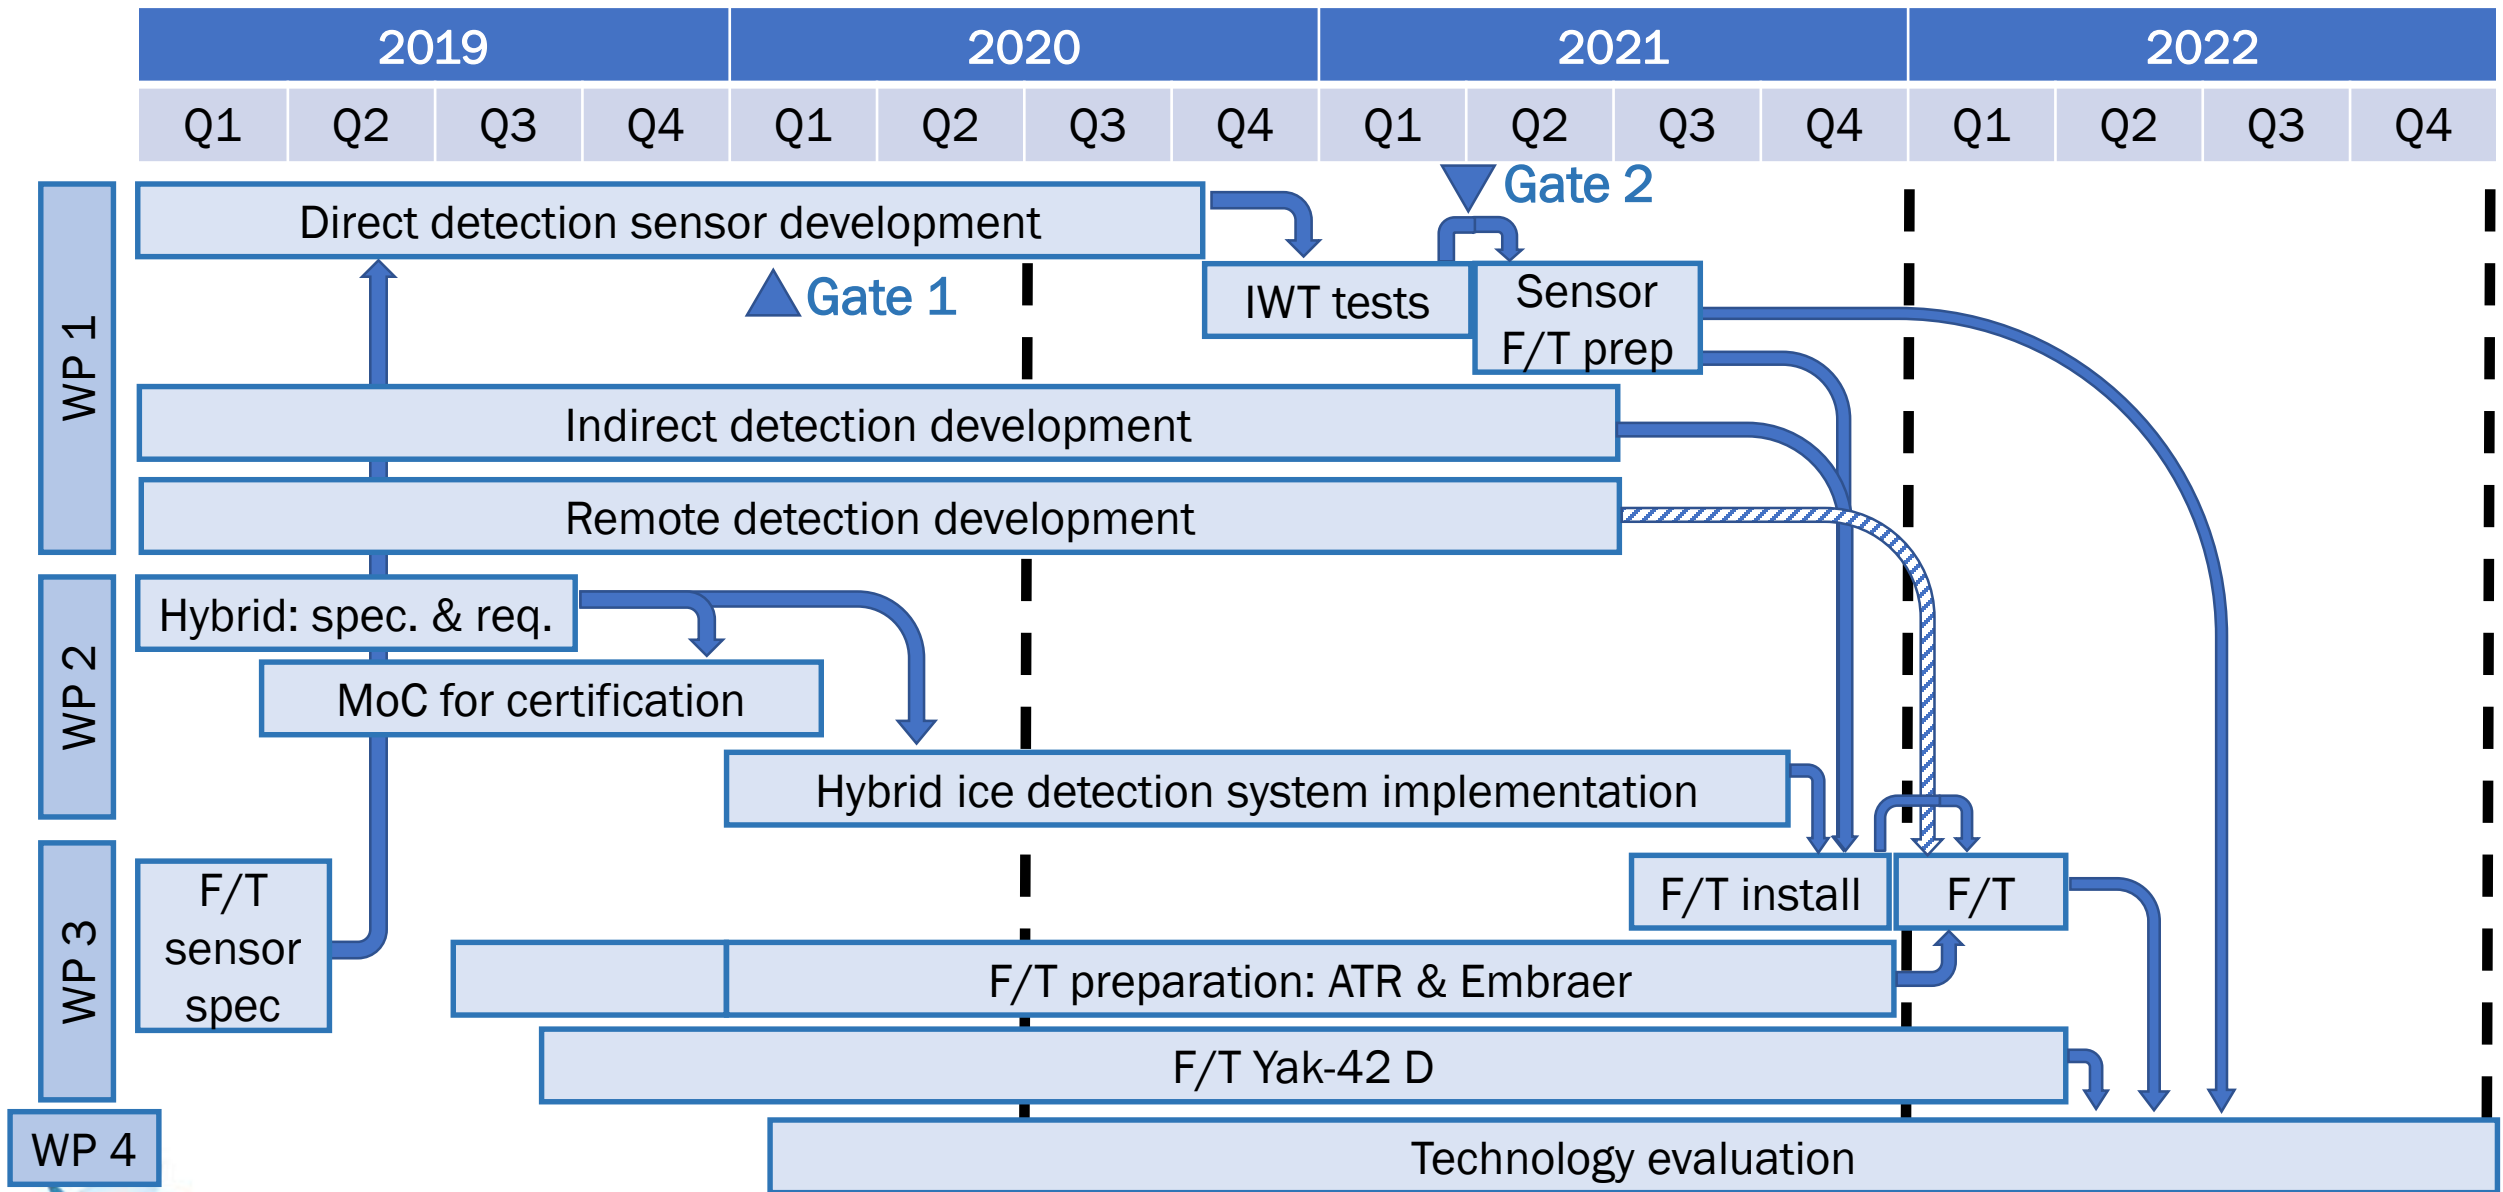 2019 2020 2021 2022
Q1 Q2 Q3 Q4 Q1 Q2 Q3 Q4 Q1 Q2 Q3 Q4 Q1 Q2 Q3 Q4
WP 1
Direct detection sensor development
Gate 2
Gate 1
IWT tests
Sensor
F/T prep
Indirect detection development
Remote detection development
WP 2
Hybrid: spec. & req.
MoC for certification
Hybrid ice detection system implementation
WP 3
F/T
sensor
spec
F/T install
F/T
F/T preparation: ATR & Embraer
F/T Yak-42 D
WP 4
Technology evaluation